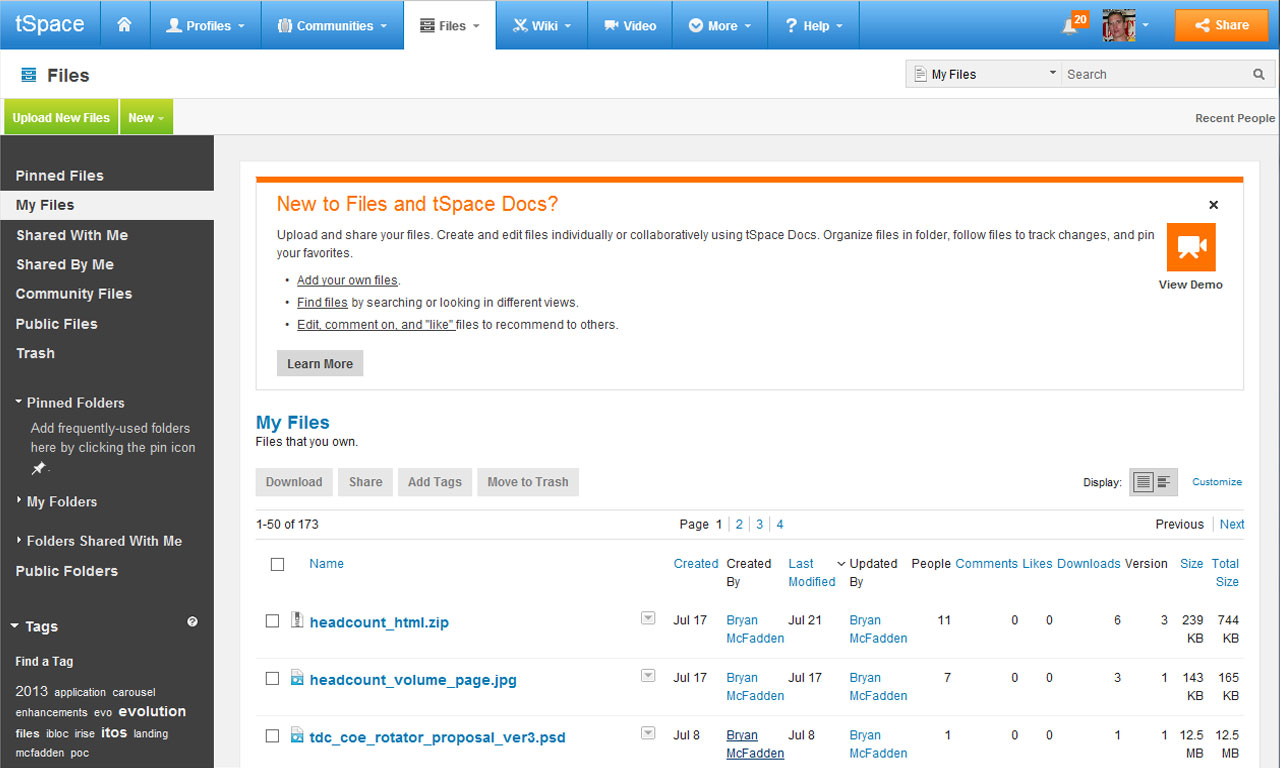 tSpace Profiles Communities Files Wiki Video More ? Help 20 Share
Files My Files Search
Upload New Files New Recent People
Pinned Files
My Files
Shared With Me
Shared By Me
Community Files
Public Files
Trash
Pinned Folders
Add frequently-used folders
here by clicking the pin icon
.
My Folders
Folders Shared With Me
Public Folders
Tags ?
Find a Tag
2013 application carousel
enhancements evo evolution
files ibloc irise itos landing
mcfadden poc
New to Files and tSpace Docs?
Upload and share your files. Create and edit files individually or collaboratively using tSpace Docs. Organize files in folder, follow files to track changes, and pin
your favorites.
• Add your own files.
• Find files by searching or looking in different views.
• Edit, comment on, and "like" files to recommend to others.
View Demo
Learn More
My Files
Files that you own.
Download Share Add Tags Move to Trash Display: Customize
1-50 of 173 Page 1 2 3 4 Previous Next
Name Created Created By Last Modified Updated By People Comments Likes Downloads Version Size Total Size
headcount_html.zip Jul 17 Bryan McFadden Jul 21 Bryan McFadden 11 0 0 6 3 239 KB 744 KB
headcount_volume_page.jpg Jul 17 Bryan McFadden Jul 17 Bryan McFadden 7 0 0 3 1 143 KB 165 KB
tdc_coe_rotator_proposal_ver3.psd Jul 8 Bryan McFadden Jul 8 Bryan McFadden 1 0 0 1 1 12.5 MB 12.5 MB